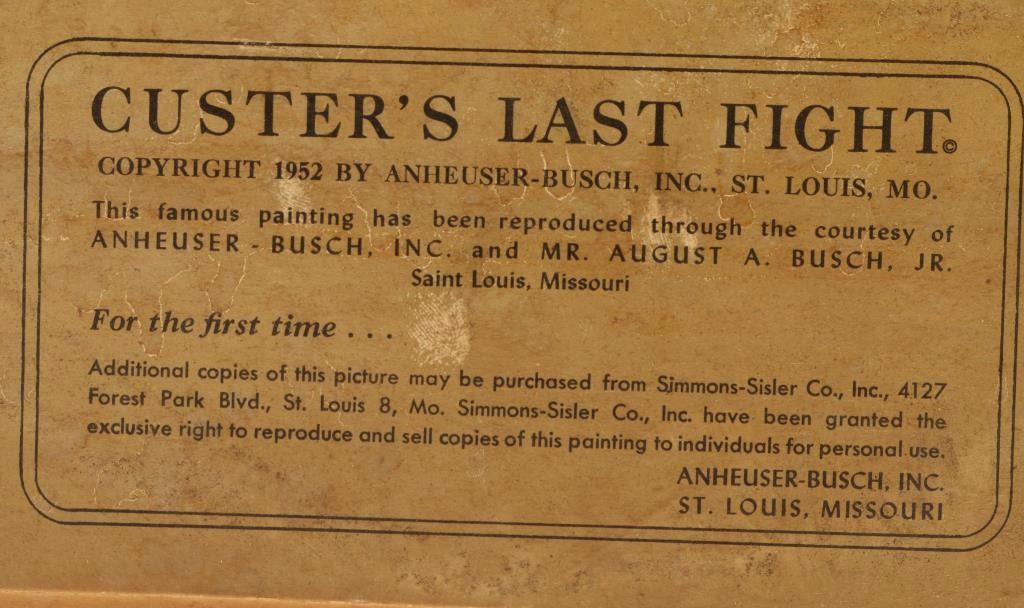 CUSTER'S LAST FIGHT©
COPYRIGHT 1952 BY ANHEUSER-BUSCH, INC., ST. LOUIS, MO.
This famous painting has been reproduced through the courtesy of
ANHEUSER - BUSCH, INC. and MR. AUGUST A. BUSCH, JR.
Saint Louis, Missouri
For the first time . . .
Additional copies of this picture may be purchased from Simmons-Sisler Co., Inc., 4127
Forest Park Blvd., St. Louis 8, Mo. Simmons-Sisler Co., Inc. have been granted the
exclusive right to reproduce and sell copies of this painting to individuals for personal use.
ANHEUSER-BUSCH, INC.
ST. LOUIS, MISSOURI